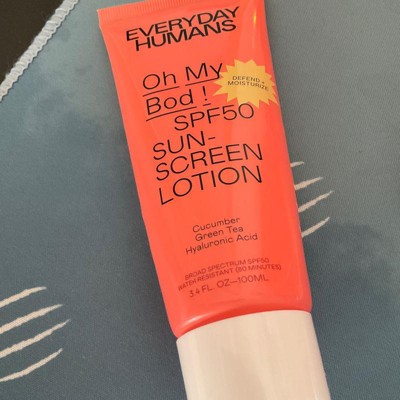 EVERYDAY
HUMANS
Oh My
Bod !
SPF50
SUN-
SCREEN
LOTION
DEFEND +
MOISTURIZE
Cucumber
Green Tea
Hyaluronic Acid
BROAD SPECTRUM SPF50
WATER RESISTANT (80 MINUTES)
3.4 FL. OZ—100ML